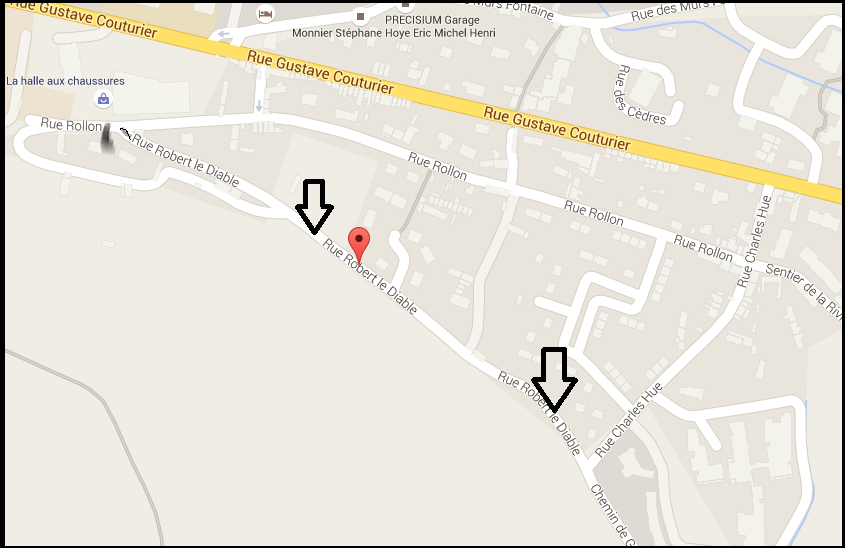 Rue Gustave Couturier
PRECISIUM Garage
Monnier Stéphane Hoye Eric Michel Henri
Murs Fontaine
Rue des Murs
La halle aux chaussures
Rue Gustave Couturier
Rue des Cèdres
Rue Gustave Couturier
Rue Rollon
Rue Robert le Diable
Rue Rollon
Rue Rollon
Rue Charles Hue
Rue Rollon
Sentier de la Riv
Rue Robert le Diable
Rue Robert le Diable
Rue Charles Hue
Chemin de G